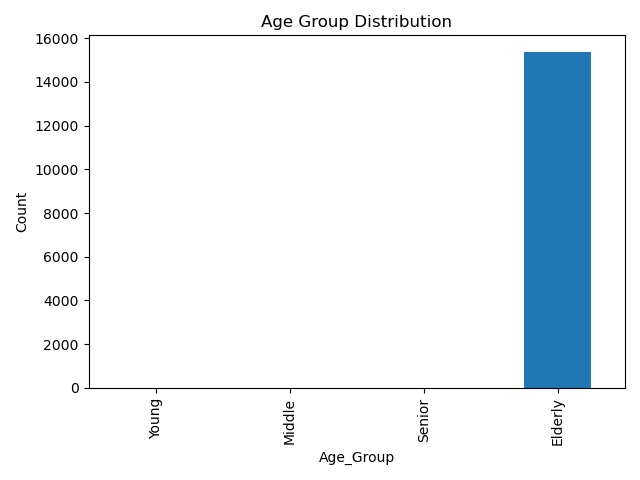 Age Group Distribution
16000
14000
12000
10000
8000
6000
4000
2000
0
Count
Young
Middle
Senior
Elderly
Age_Group